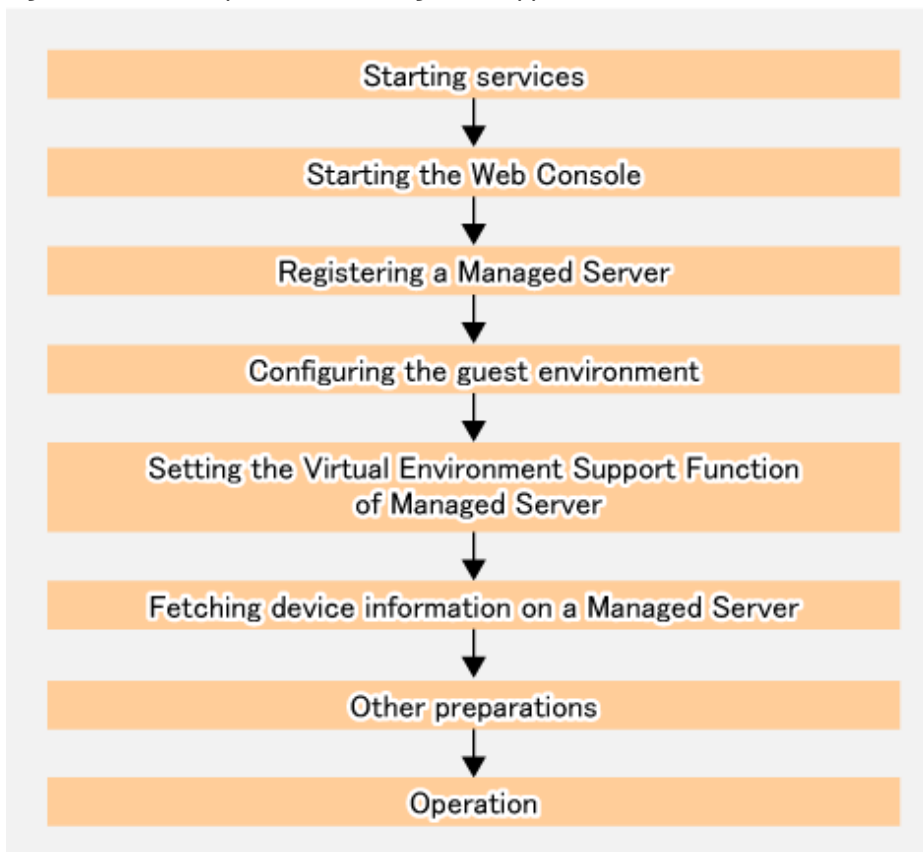 Starting services
Starting the Web Console
Registering a Managed Server
Configuring the guest environment
Setting the Virtual Environment Support Function
of Managed Server
Fetching device information on a Managed Server
Other preparations
Operation